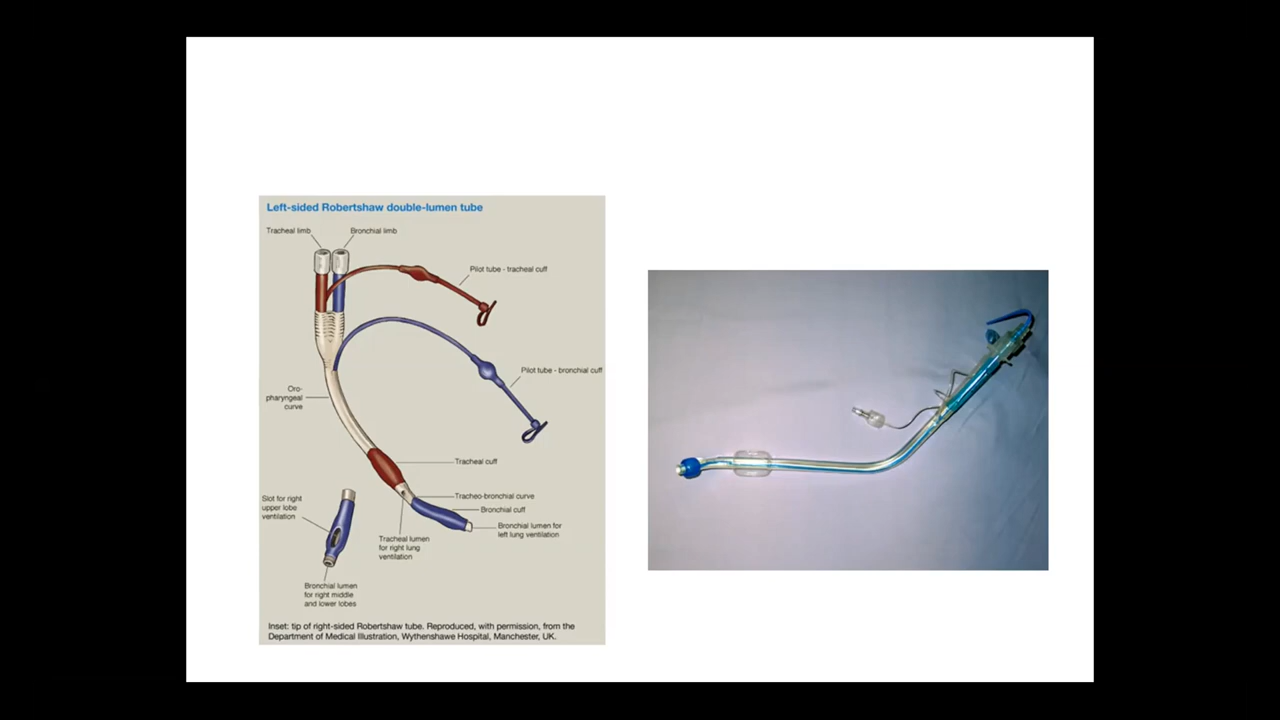 Left-sided Robertshaw double-lumen tube
Tracheal limb
Bronchial limb
Pilot tube - tracheal cuff
Pilot tube - bronchial cuff
Oro-
pharyngeal
curve
Tracheal cuff
Tracheo-bronchial curve
Bronchial cuff
Bronchial lumen for
left lung ventilation
Slot for right
upper lobe
ventilation
Tracheal lumen
for right lung
ventilation
Bronchial lumen
for right middle
and lower lobes
Inset: tip of right-sided Robertshaw tube. Reproduced, with permission, from the
Department of Medical Illustration, Wythenshawe Hospital, Manchester, UK.